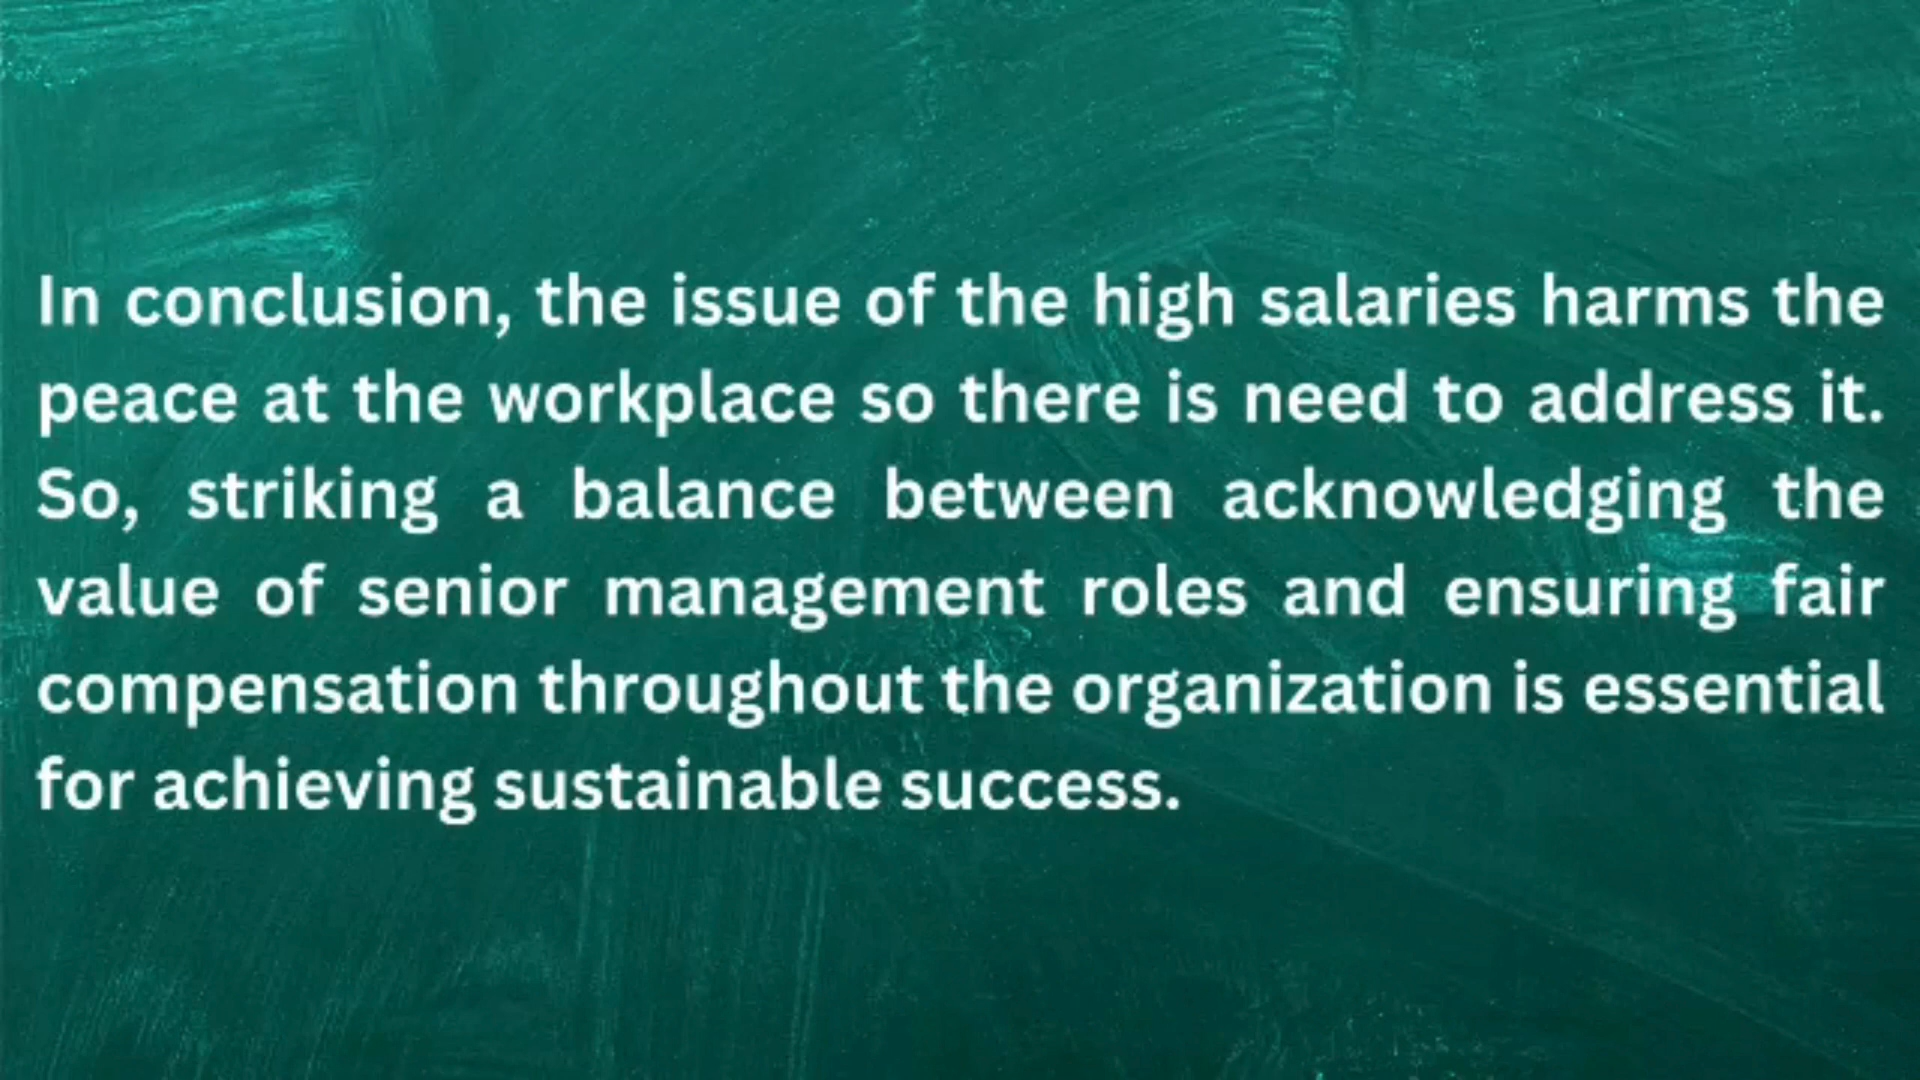 In conclusion, the issue of the high salaries harms the
peace at the workplace so there is need to address it.
So, striking a balance between acknowledging the
value of senior management roles and ensuring fair
compensation throughout the organization is essential
for achieving sustainable success.